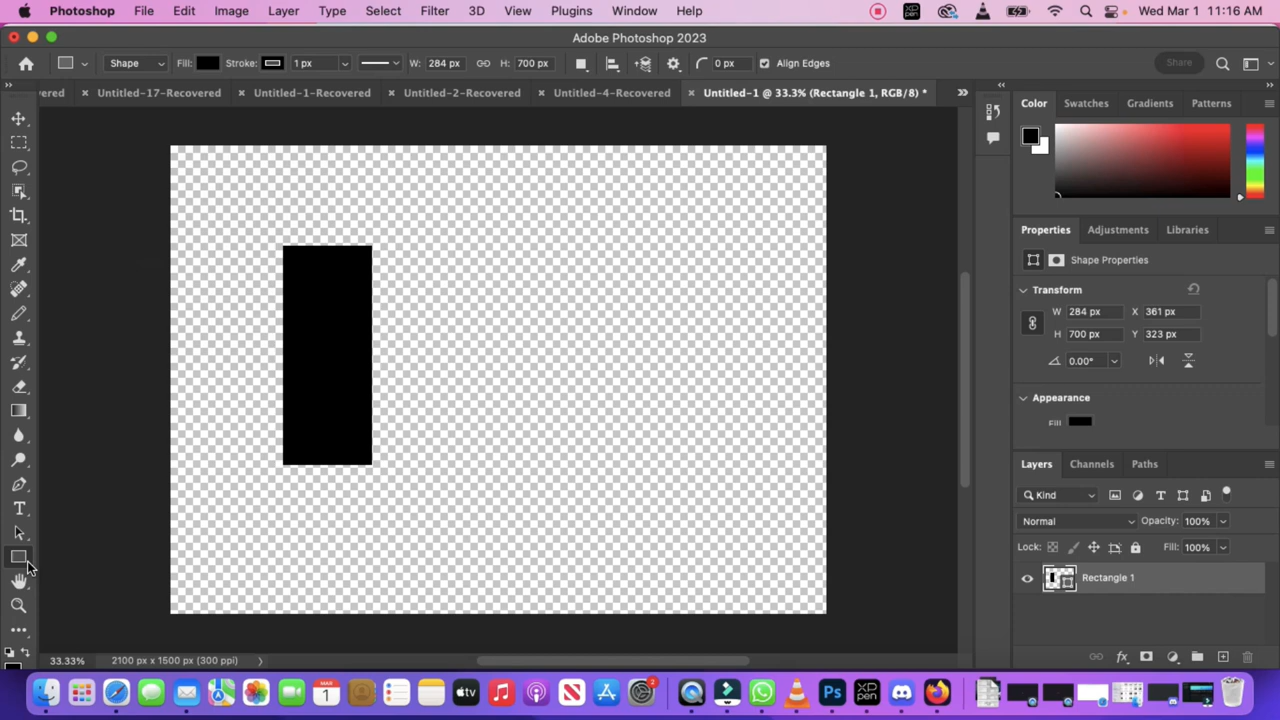 Photoshop File Edit Image Layer Type Select Filter 3D View Plugins Window Help Wed Mar 1 11:16 AM
Adobe Photoshop 2023
Shape Fill: Stroke: 1 px W: 284 px H: 700 px 0 px Align Edges Share
ered Untitled-17-Recovered Untitled-1-Recovered Untitled-2-Recovered Untitled-4-Recovered Untitled-1 @ 33.3% (Rectangle 1, RGB/8) *
Color Swatches Gradients Patterns
Properties Adjustments Libraries
Shape Properties
Transform
W 284 px X 361 px
H 700 px Y 323 px
0.00°
Appearance
Fill
Layers Channels Paths
Kind
Normal Opacity: 100%
Lock: Fill: 100%
Rectangle 1
33.33% 2100 px x 1500 px (300 ppi)
MAR
1
tv
2
Ps